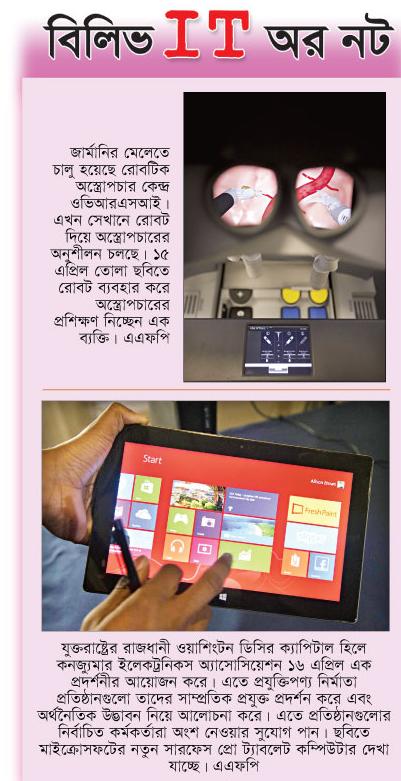 বিলিভ IT অর নট
জার্মানির মেলেতে
চালু হয়েছে রোবটিক
অস্ত্রোপচার কেন্দ্র
ওভিআরএসআই।
এখন সেখানে রোবট
দিয়ে অস্ত্রোপচারের
অনুশীলন চলছে। ১৫
এপ্রিল তোলা ছবিতে
রোবট ব্যবহার করে
অস্ত্রোপচারের
প্রশিক্ষণ নিচ্ছেন এক
ব্যক্তি। এএফপি
Start
FreshPaint
যুক্তরাষ্ট্রের রাজধানী ওয়াশিংটন ডিসির ক্যাপিটাল হিলে
কনজ্যুমার ইলেকট্রনিকস অ্যাসোসিয়েশন ১৬ এপ্রিল এক
প্রদর্শনীর আয়োজন করে। এতে প্রযুক্তিপণ্য নির্মাতা
প্রতিষ্ঠানগুলো তাদের সাম্প্রতিক প্রযুক্ত প্রদর্শন করে এবং
অর্থনৈতিক উদ্ভাবন নিয়ে আলোচনা করে। এতে প্রতিষ্ঠানগুলোর
নির্বাচিত কর্মকর্তারা অংশ নেওয়ার সুযোগ পান। ছবিতে
মাইক্রোসফটের নতুন সারফেস প্রো ট্যাবলেট কম্পিউটার দেখা
যাচ্ছে। এএফপি